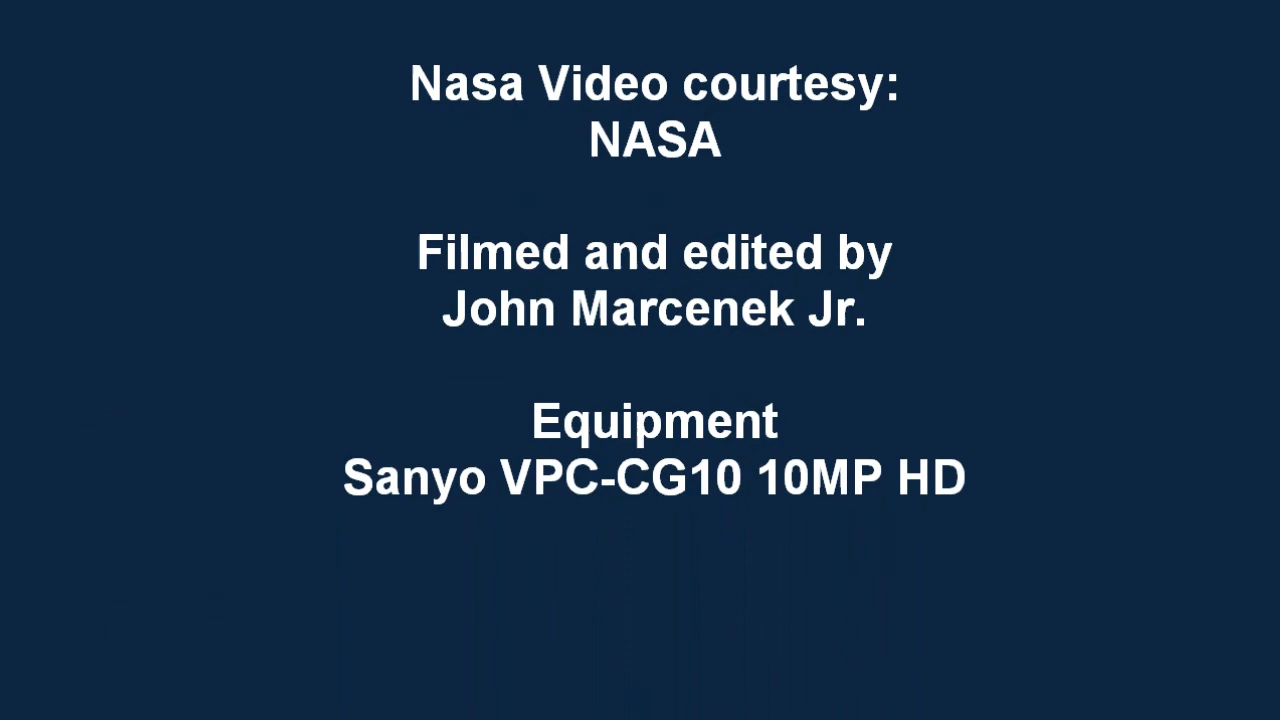 Nasa Video courtesy:
NASA
Filmed and edited by
John Marcenek Jr.
Equipment
Sanyo VPC-CG10 10MP HD